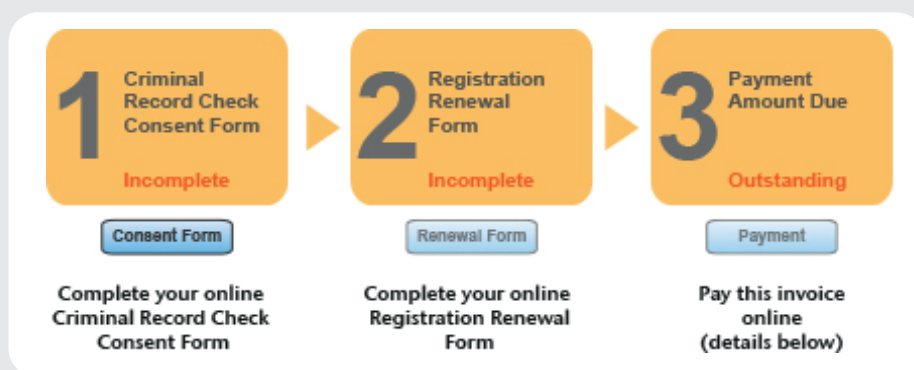 1
Criminal
Record Check
Consent Form
Incomplete
2
Registration
Renewal
Form
Incomplete
3
Payment
Amount Due
Outstanding
Consent Form
Renewal Form
Payment
Complete your online
Criminal Record Check
Consent Form
Complete your online
Registration Renewal
Form
Pay this invoice
online
(details below)